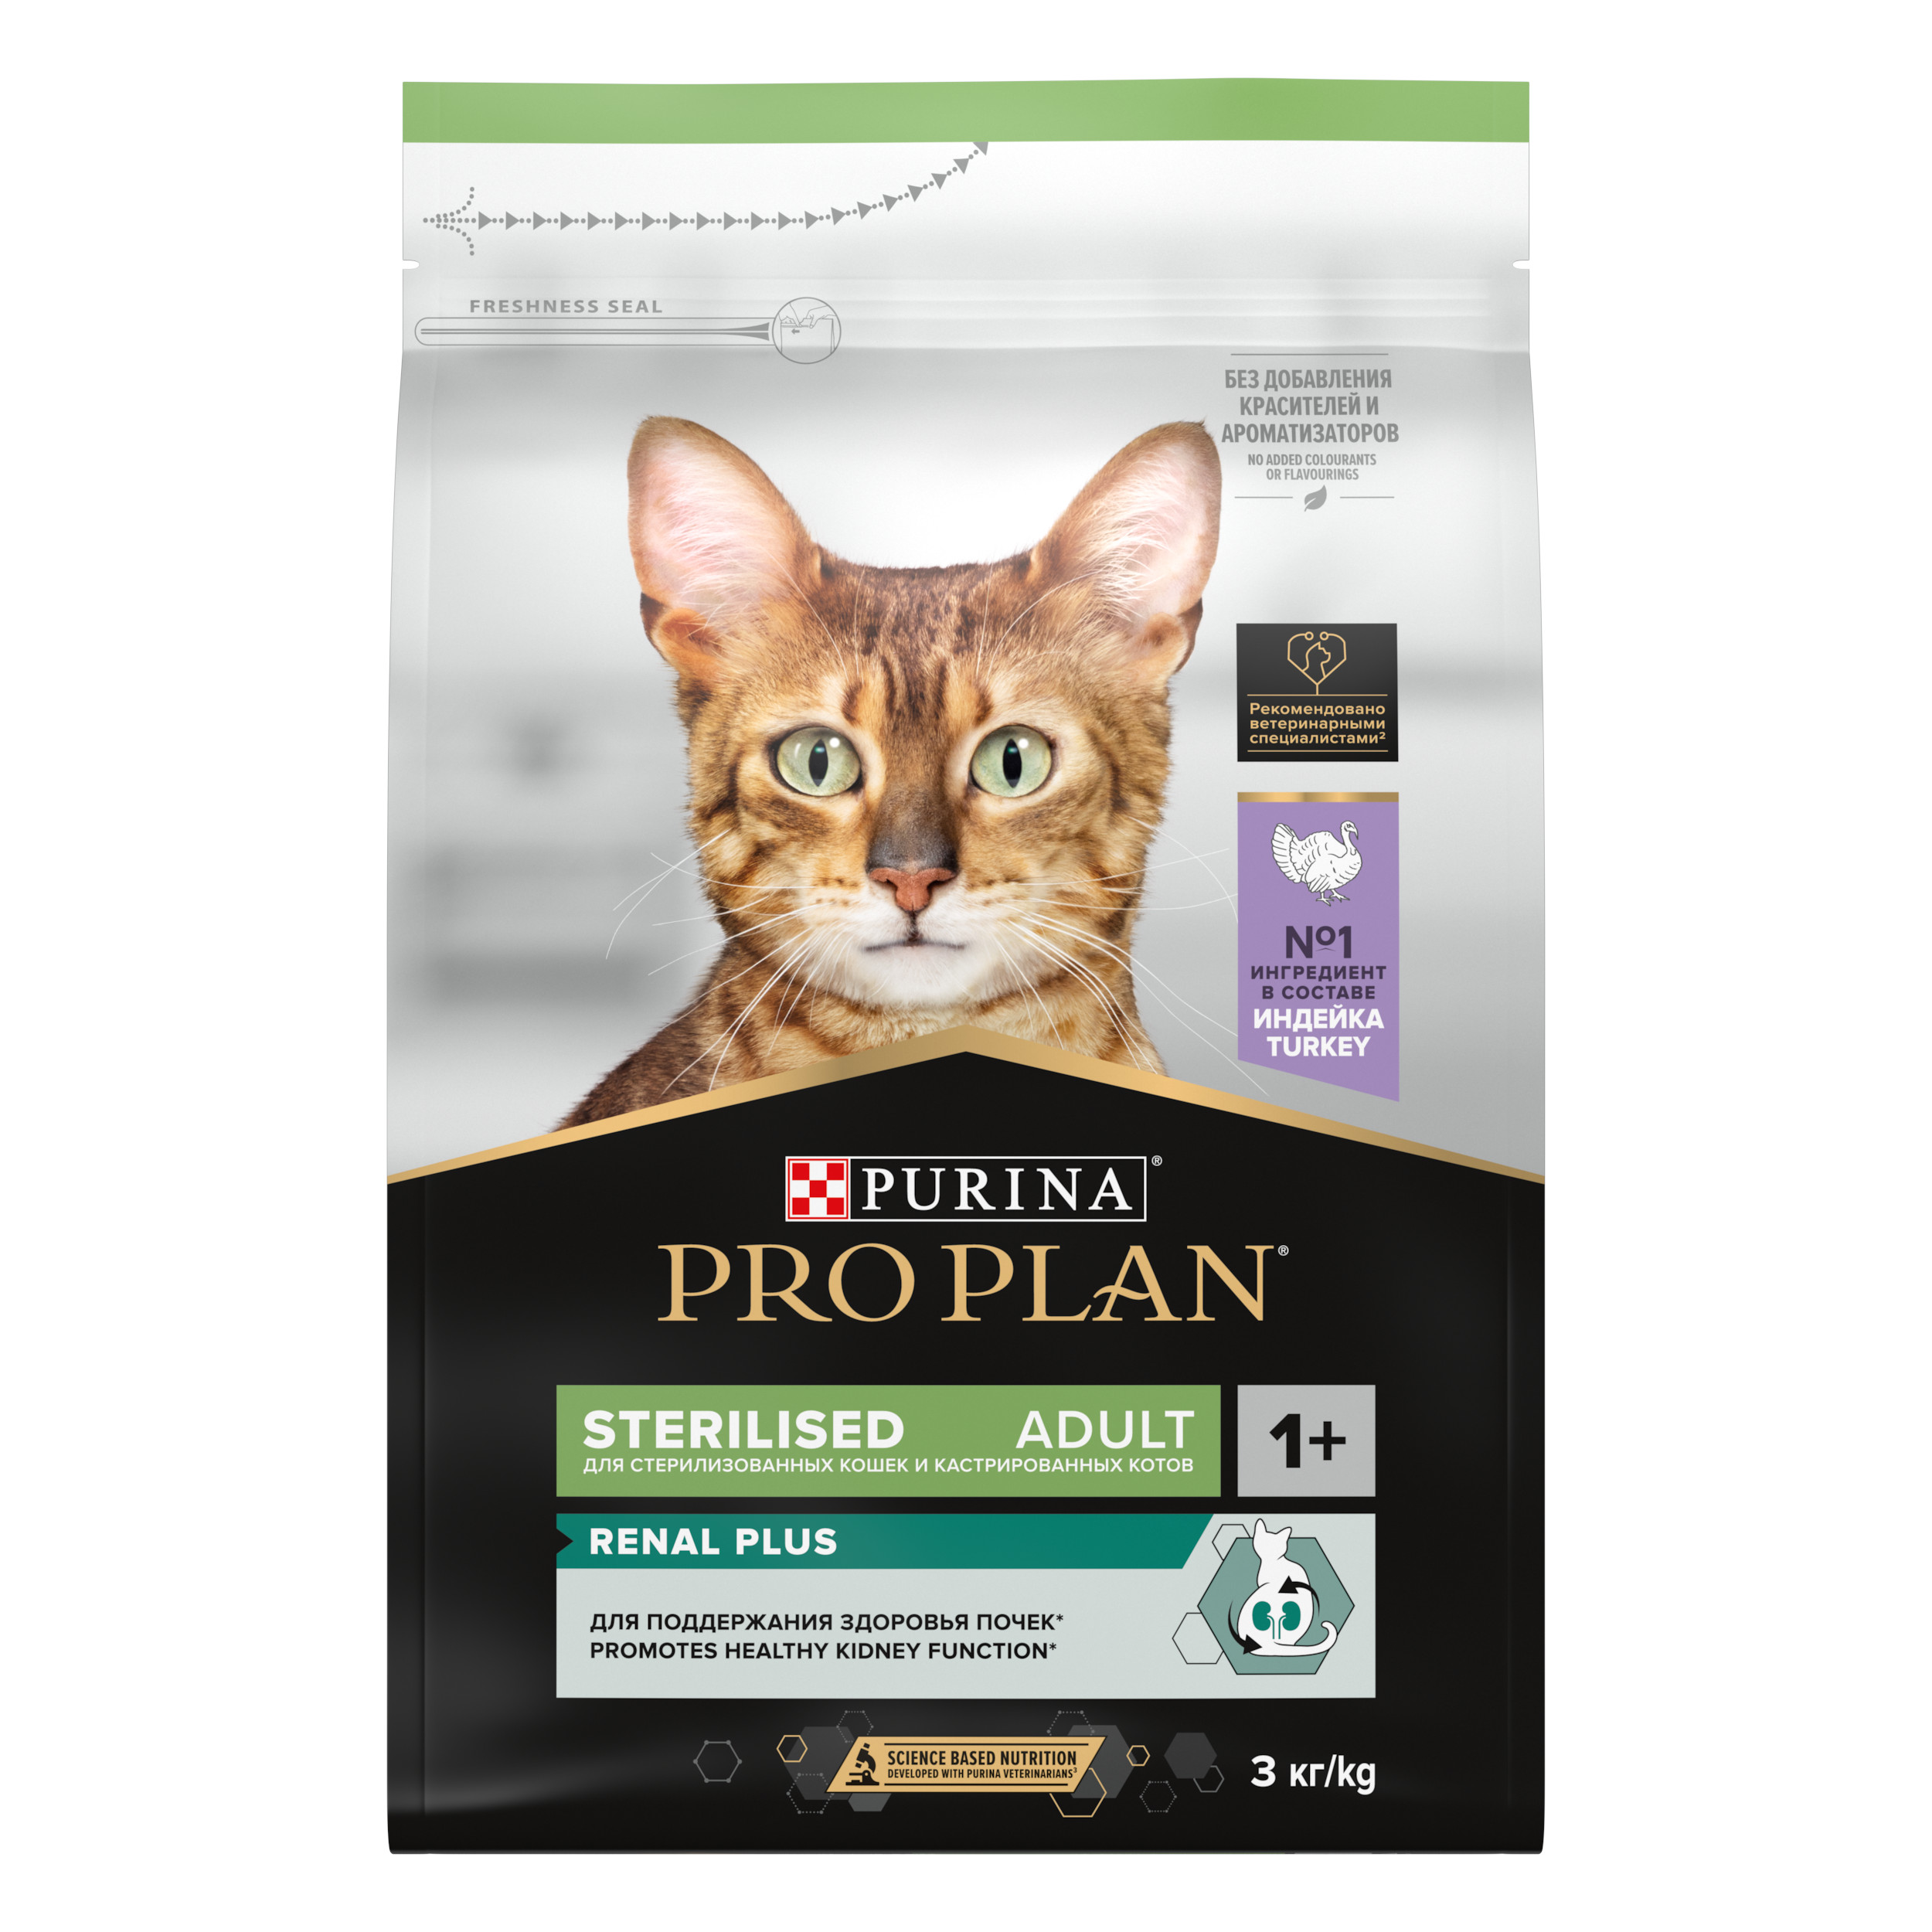 FRESHNESS SEAL
БЕЗ ДОБАВЛЕНИЯ
КРАСИТЕЛЕЙ И
АРОМАТИЗАТОРОВ
NO ADDED COLOURANTS
OR FLAVOURINGS
Рекомендовано
ветеринарными
специалистами²
№1
ИНГРЕДИЕНТ
В СОСТАВЕ
ИНДЕЙКА
TURKEY
PURINA®
PRO PLAN®
STERILISED ADULT 1+
ДЛЯ СТЕРИЛИЗОВАННЫХ КОШЕК И КАСТРИРОВАННЫХ КОТОВ
RENAL PLUS
ДЛЯ ПОДДЕРЖАНИЯ ЗДОРОВЬЯ ПОЧЕК*
PROMOTES HEALTHY KIDNEY FUNCTION*
SCIENCE BASED NUTRITION
DEVELOPED WITH PURINA VETERINARIANS³
3 кг/kg